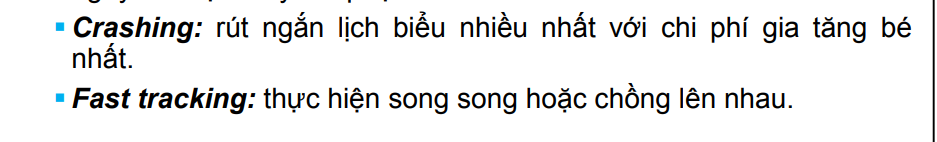 ▪ Crashing: rút ngắn lịch biểu nhiều nhất với chi phí gia tăng bé
nhất.
▪ Fast tracking: thực hiện song song hoặc chồng lên nhau.